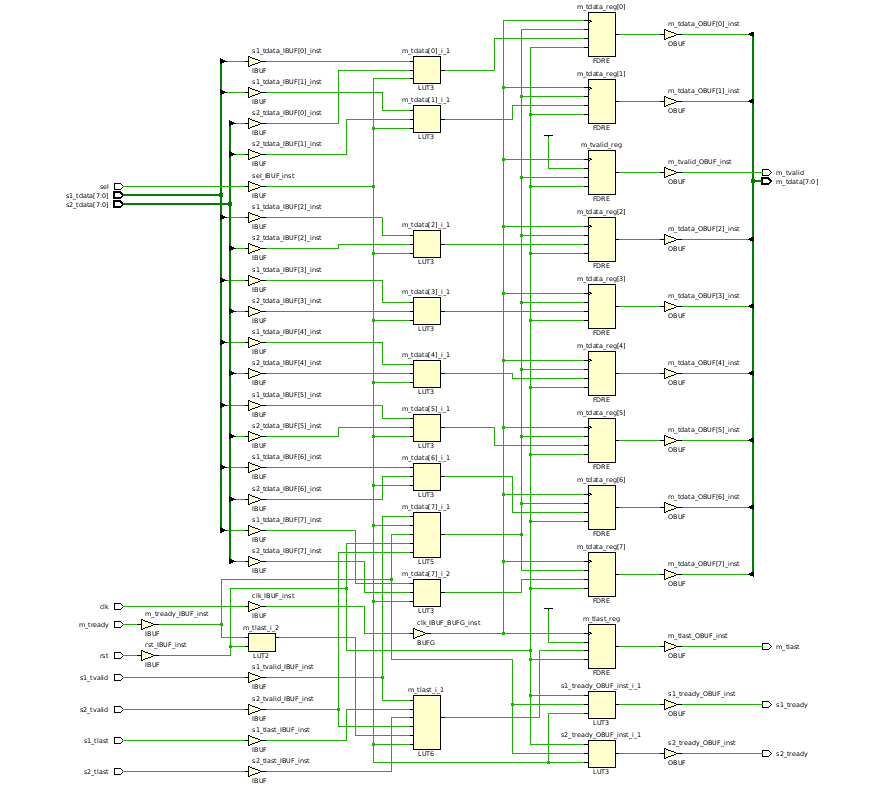 m_tdata_reg[0]
s1_tdata_IBUF[0]_inst
m_tdata[0]_i_1
m_tdata_OBUF[0]_inst
IBUF
LUT3
OBUF
FDRE
m_tdata_reg[1]
s1_tdata_IBUF[1]_inst
m_tdata[1]_i_1
m_tdata_OBUF[1]_inst
IBUF
OBUF
s2_tdata_IBUF[0]_inst
FDRE
IBUF
LUT3
s2_tdata_IBUF[1]_inst
m_tvalid_reg
IBUF
m_tvalid_OBUF_inst
sel
sel_IBUF_inst
m_tvalid
s1_tdata[7:0]
IBUF
OBUF
m_tdata[7:0]
s2_tdata[7:0]
FDRE
s1_tdata_IBUF[2]_inst
m_tdata_reg[2]
IBUF
m_tdata[2]_i_1
s2_tdata_IBUF[2]_inst
m_tdata_OBUF[2]_inst
IBUF
LUT3
OBUF
FDRE
s1_tdata_IBUF[3]_inst
m_tdata_reg[3]
IBUF
m_tdata[3]_i_1
s2_tdata_IBUF[3]_inst
m_tdata_OBUF[3]_inst
IBUF
LUT3
OBUF
FDRE
s1_tdata_IBUF[4]_inst
m_tdata_reg[4]
IBUF
m_tdata[4]_i_1
s2_tdata_IBUF[4]_inst
m_tdata_OBUF[4]_inst
IBUF
LUT3
OBUF
FDRE
s1_tdata_IBUF[5]_inst
m_tdata_reg[5]
IBUF
m_tdata[5]_i_1
s2_tdata_IBUF[5]_inst
m_tdata_OBUF[5]_inst
IBUF
LUT3
OBUF
s1_tdata_IBUF[6]_inst
m_tdata[6]_i_1
FDRE
IBUF
m_tdata_reg[6]
s2_tdata_IBUF[6]_inst
LUT3
m_tdata_OBUF[6]_inst
IBUF
m_tdata[7]_i_1
OBUF
s1_tdata_IBUF[7]_inst
FDRE
IBUF
m_tdata_reg[7]
s2_tdata_IBUF[7]_inst
LUT5
m_tdata_OBUF[7]_inst
IBUF
m_tdata[7]_i_2
OBUF
clk_IBUF_inst
FDRE
clk
IBUF
LUT3
m_tready_IBUF_inst
m_tready
clk_IBUF_BUFG_inst
m_tlast_reg
IBUF
m_tlast_i_2
BUFG
m_tlast_OBUF_inst
rst_IBUF_inst
m_tlast
rst
IBUF
LUT2
OBUF
s1_tvalid_IBUF_inst
FDRE
s1_tvalid
IBUF
m_tlast_i_1
s1_tready_OBUF_inst_i_1
s2_tvalid_IBUF_inst
s1_tready_OBUF_inst
s2_tvalid
s1_tready
IBUF
OBUF
LUT3
s1_tlast_IBUF_inst
s2_tready_OBUF_inst_i_1
s1_tlast
IBUF
LUT6
s2_tready_OBUF_inst
s2_tready
s2_tlast_IBUF_inst
OBUF
s2_tlast
LUT3
IBUF